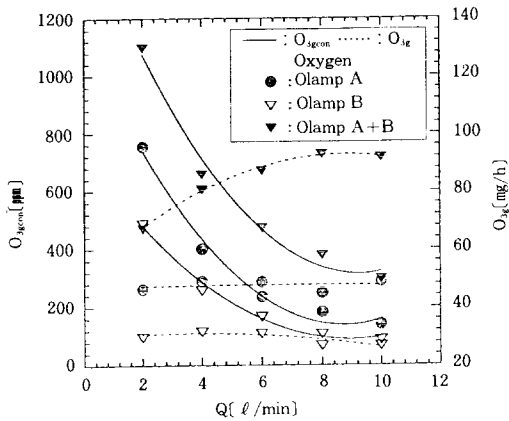 1200
1000
800
600
400
200
0
O3gcon[ppm]
140
120
100
80
60
40
20
O3g[mg/h]
: O3gcon : O3g
Oxygen
: Olamp A
: Olamp B
: Olamp A+B
0 2 4 6 8 10 12
Q[ ℓ/min]